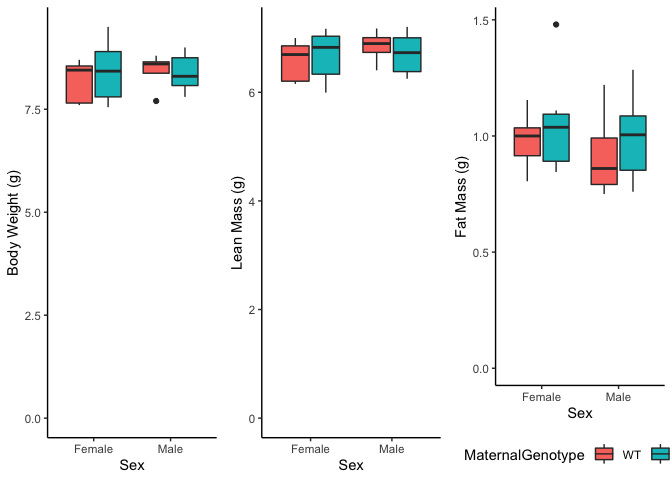 Body Weight (g)
7.5
5.0
2.5
0.0
Female
Male
Sex
Lean Mass (g)
6
4
2
0
Female
Male
Sex
Fat Mass (g)
1.5
1.0
0.5
0.0
Female
Male
Sex
MaternalGenotype WT